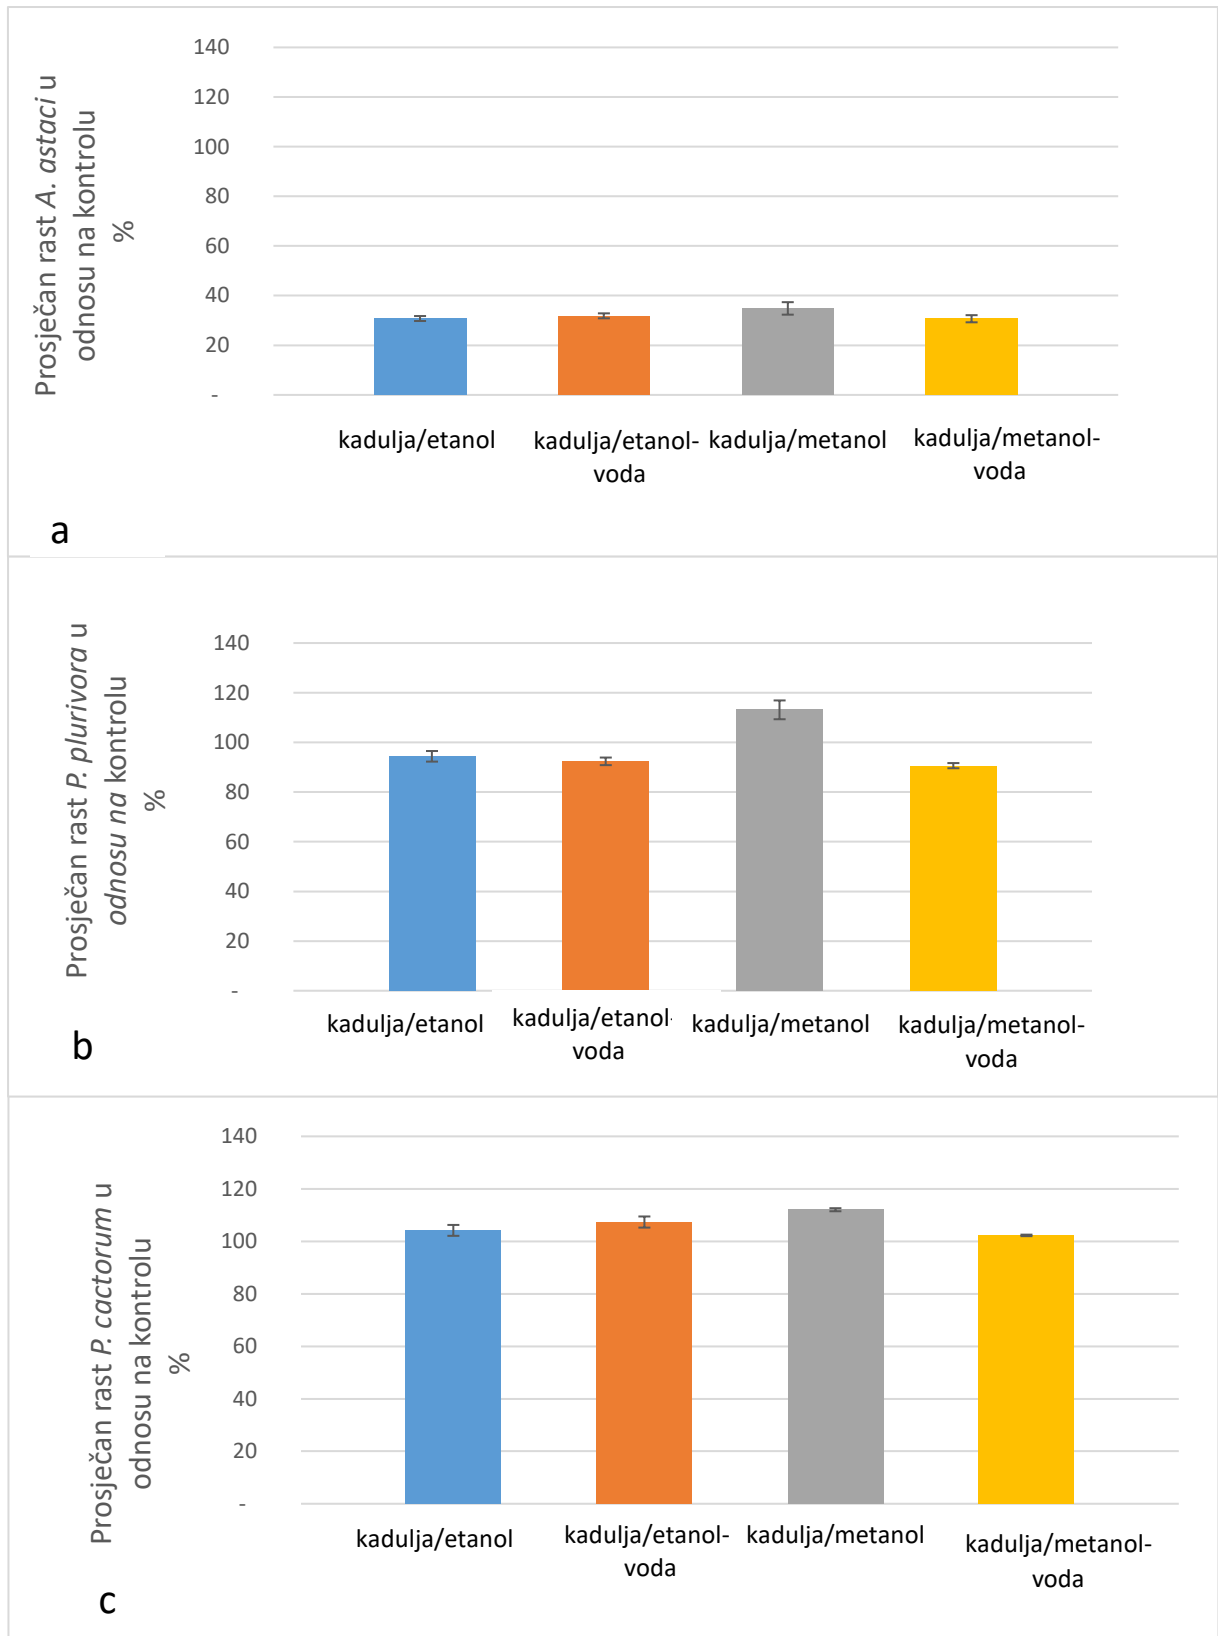 Prosječan rast A. astaci u
odnosu na kontrolu
%
140
120
100
80
60
40
20
-
kadulja/etanol
kadulja/etanol-
voda
kadulja/metanol
kadulja/metanol-
voda
a
Prosječan rast P. plurivora u
odnosu na kontrolu
%
140
120
100
80
60
40
20
-
kadulja/etanol
kadulja/etanol-
voda
kadulja/metanol
kadulja/metanol-
voda
b
Prosječan rast P. cactorum u
odnosu na kontrolu
%
140
120
100
80
60
40
20
-
kadulja/etanol
kadulja/etanol-
voda
kadulja/metanol
kadulja/metanol-
voda
c